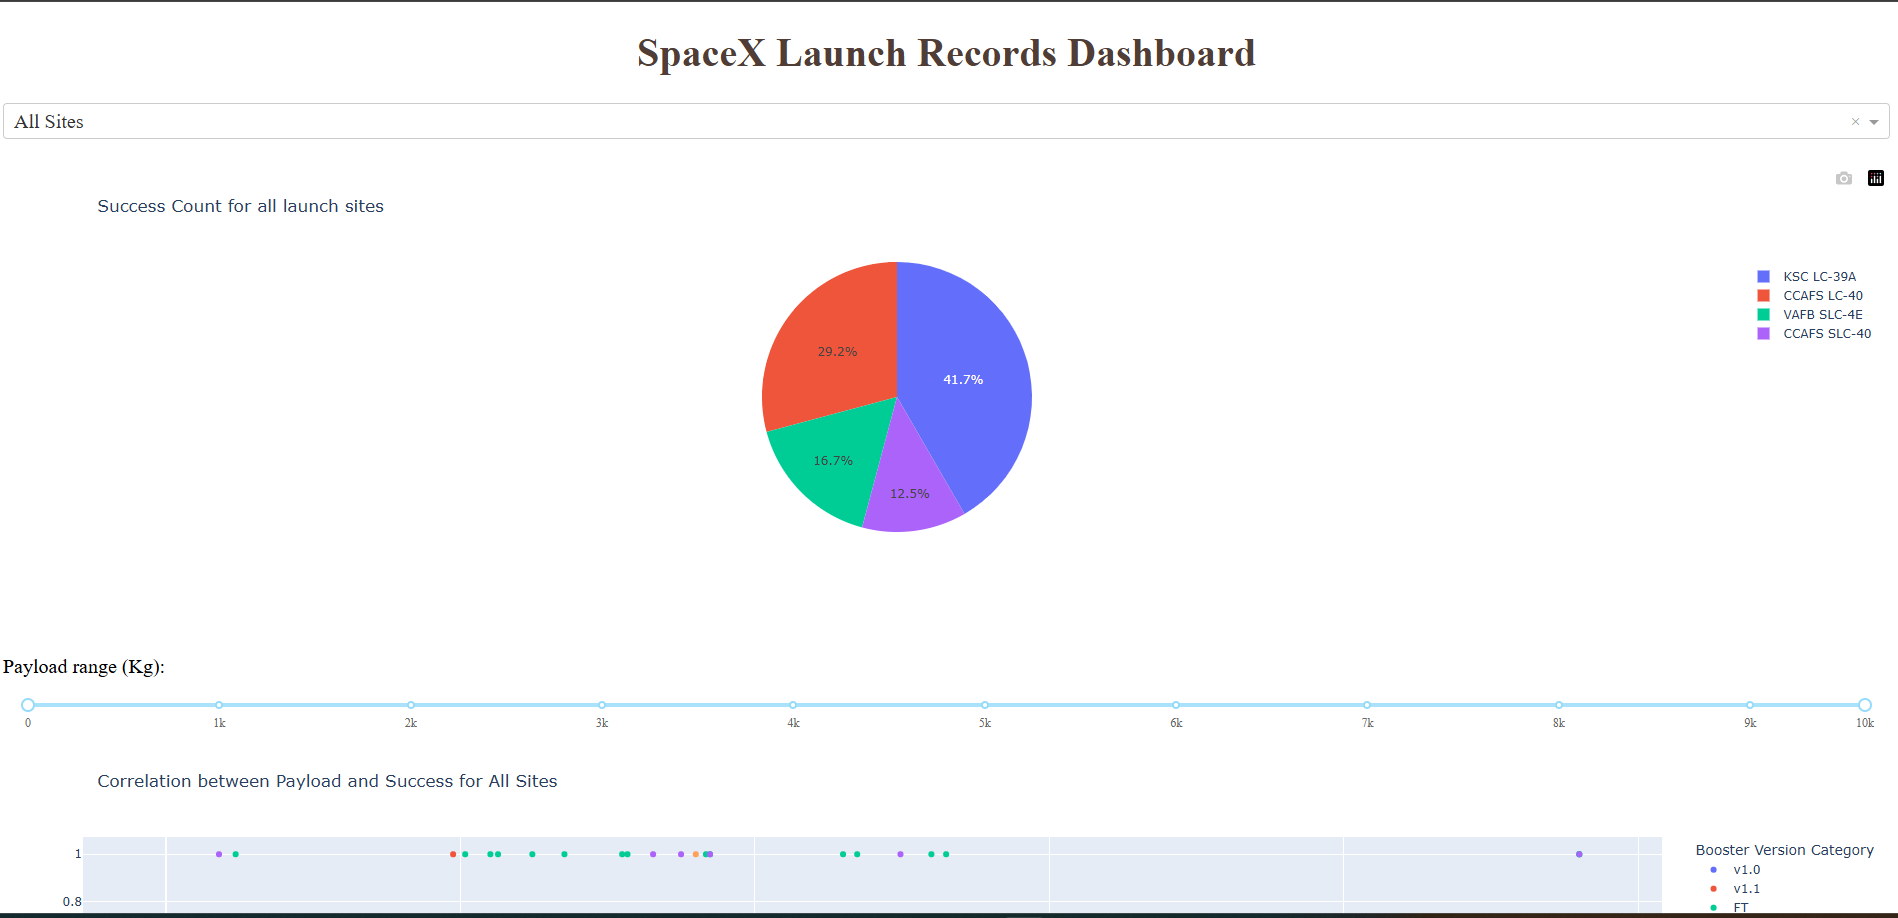 SpaceX Launch Records Dashboard
All Sites
Success Count for all launch sites
KSC LC-39A
CCAFS LC-40
VAFB SLC-4E
CCAFS SLC-40
29.2%
41.7%
16.7%
12.5%
Payload range (Kg):
0 1k 2k 3k 4k 5k 6k 7k 8k 9k 10k
Correlation between Payload and Success for All Sites
1
0.8
Booster Version Category
v1.0
v1.1
FT